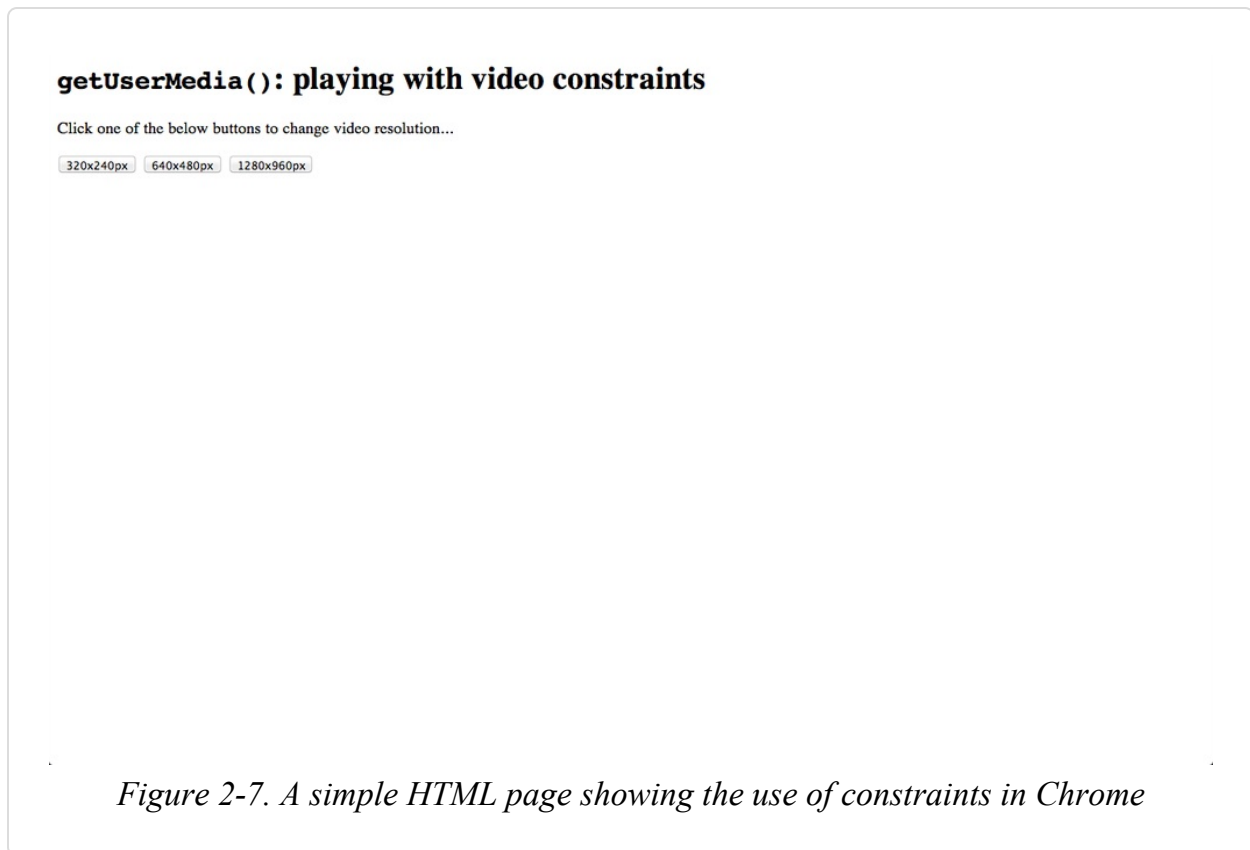 getUserMedia(): playing with video constraints
Click one of the below buttons to change video resolution...
320x240px 640x480px 1280x960px
Figure 2-7. A simple HTML page showing the use of constraints in Chrome